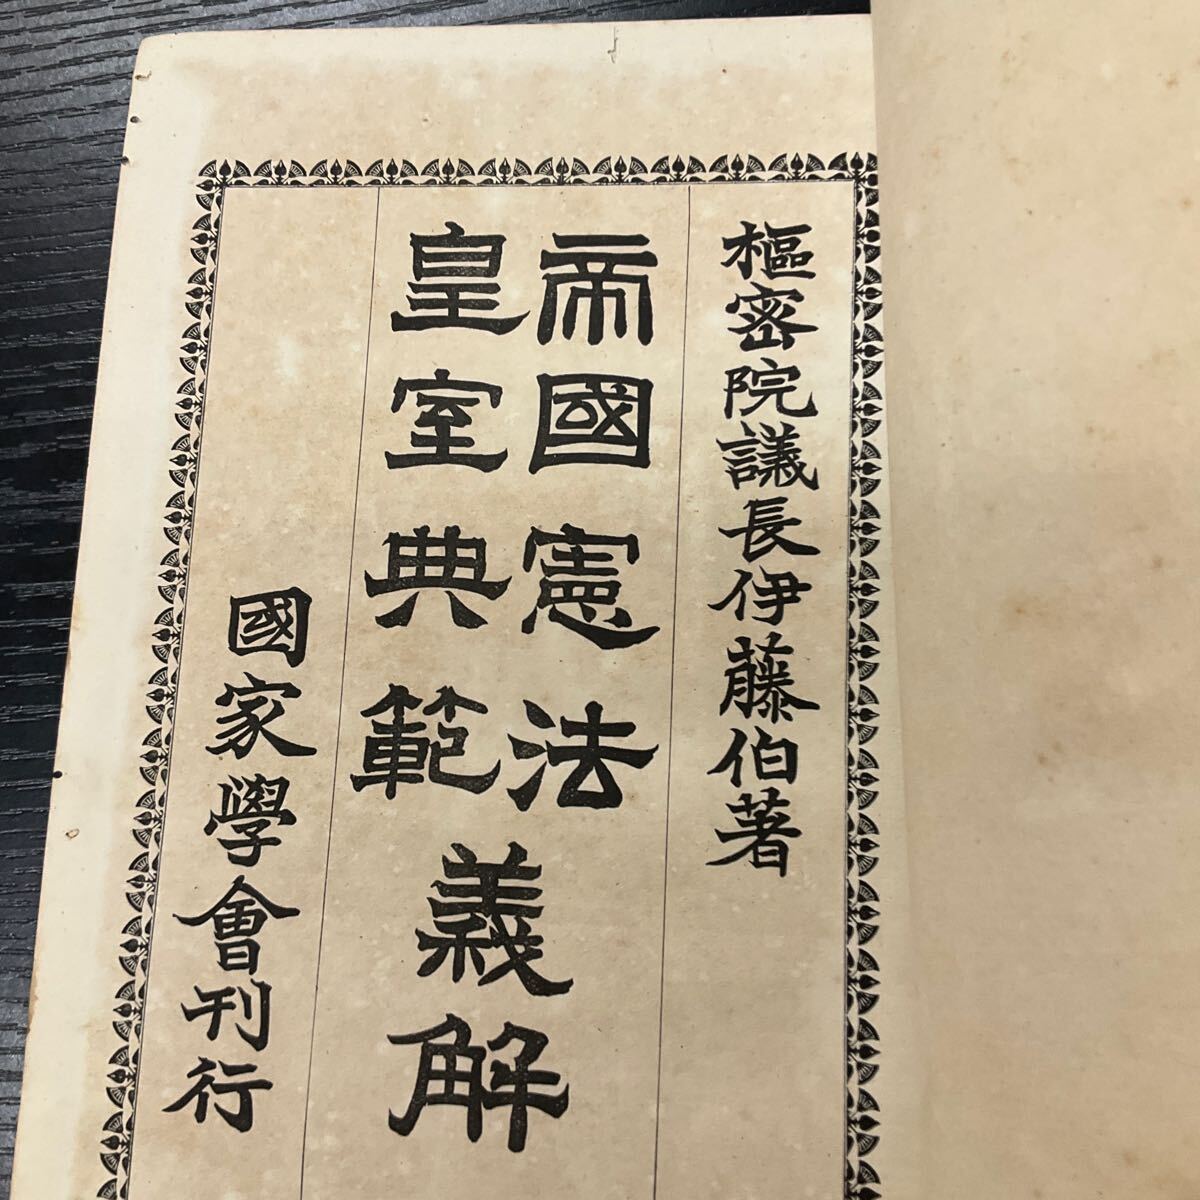 樞密院議長伊藤伯著
帝國憲法
皇室典範
義解
國家學會刊行